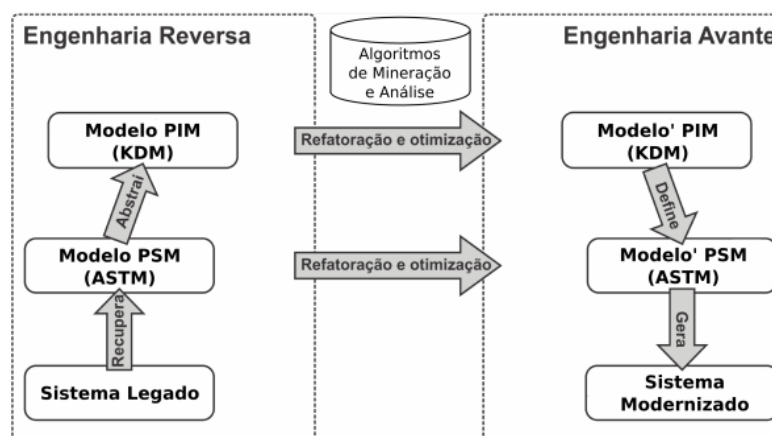 Engenharia Reversa
Algoritmos
de Mineração
e Análise
Engenharia Avante
Modelo PIM
(KDM)
Refatoração e otimização
Modelo' PIM
(KDM)
Abstrai
Define
Modelo PSM
(ASTM)
Refatoração e otimização
Modelo' PSM
(ASTM)
Recupera
Gera
Sistema Legado
Sistema
Modernizado